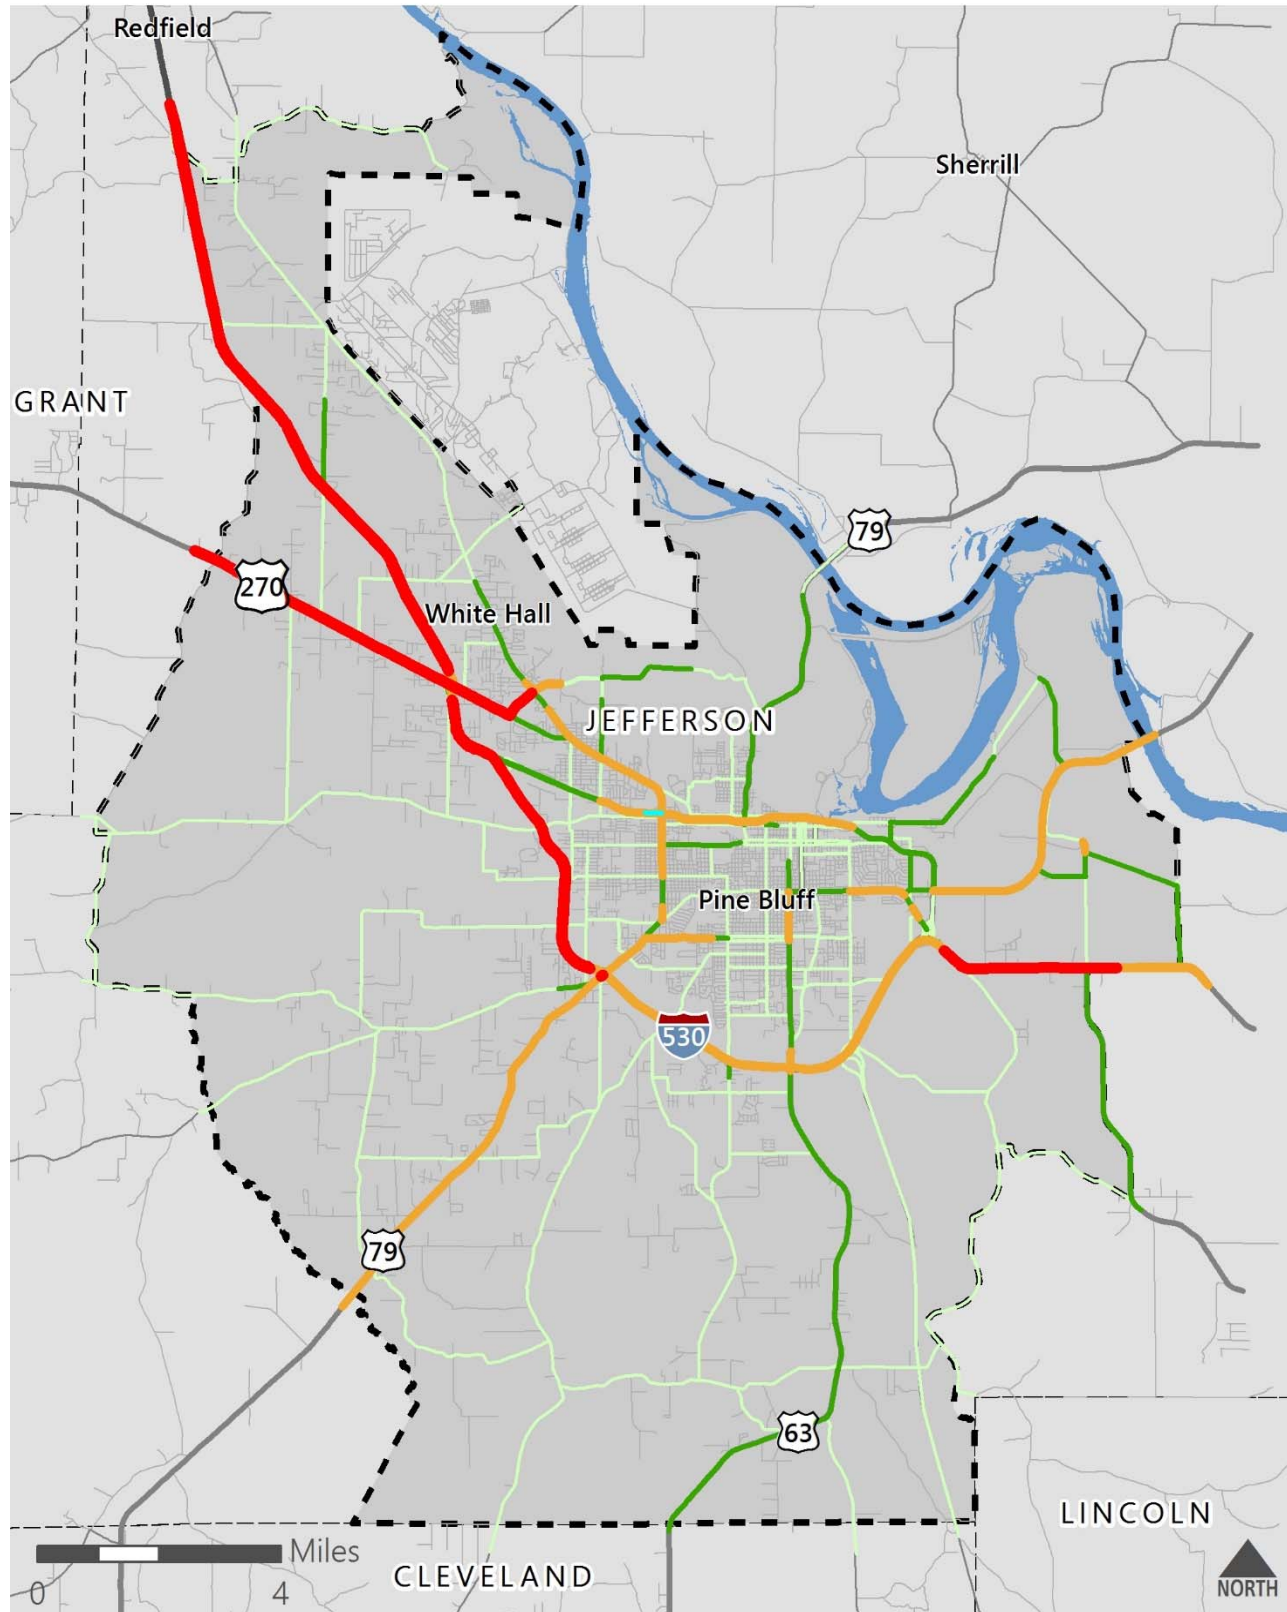 Redfield
Sherrill
GRANT
79
270
White Hall
JEFFERSON
Pine Bluff
530
79
63
LINCOLN
Miles
CLEVELAND
0
4
NORTH